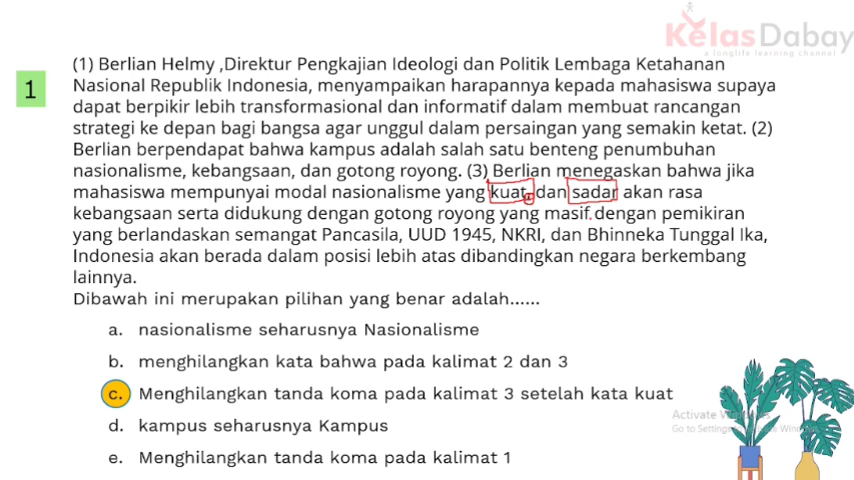 KelasDabay
a longlife learning channel
1
(1) Berlian Helmy ,Direktur Pengkajian Ideologi dan Politik Lembaga Ketahanan
Nasional Republik Indonesia, menyampaikan harapannya kepada mahasiswa supaya
dapat berpikir lebih transformasional dan informatif dalam membuat rancangan
strategi ke depan bagi bangsa agar unggul dalam persaingan yang semakin ketat. (2)
Berlian berpendapat bahwa kampus adalah salah satu benteng penumbuhan
nasionalisme, kebangsaan, dan gotong royong. (3) Berlian menegaskan bahwa jika
mahasiswa mempunyai modal nasionalisme yang kuat, dan sadar akan rasa
kebangsaan serta didukung dengan gotong royong yang masif dengan pemikiran
yang berlandaskan semangat Pancasila, UUD 1945, NKRI, dan Bhinneka Tunggal Ika,
Indonesia akan berada dalam posisi lebih atas dibandingkan negara berkembang
lainnya.
Dibawah ini merupakan pilihan yang benar adalah......
a. nasionalisme seharusnya Nasionalisme
b. menghilangkan kata bahwa pada kalimat 2 dan 3
c. Menghilangkan tanda koma pada kalimat 3 setelah kata kuat
d. kampus seharusnya Kampus
e. Menghilangkan tanda koma pada kalimat 1
Activate
Go to Settings